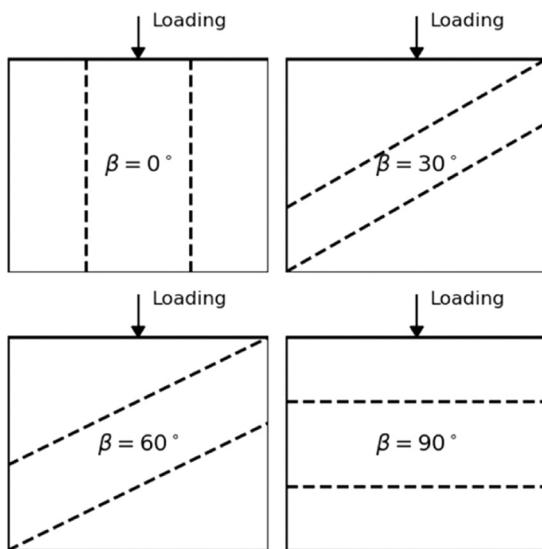 Loading
β = 0°
Loading
β = 30°
Loading
β = 60°
Loading
β = 90°